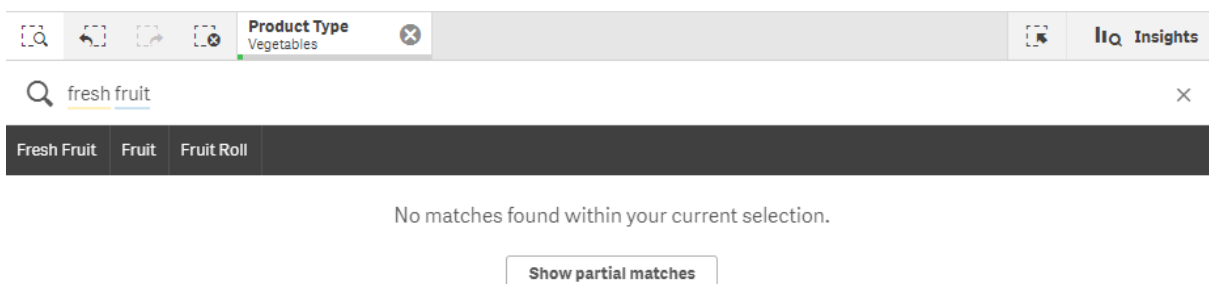 Product Type
Vegetables
Insights
fresh fruit
Fresh Fruit Fruit Fruit Roll
No matches found within your current selection.
Show partial matches